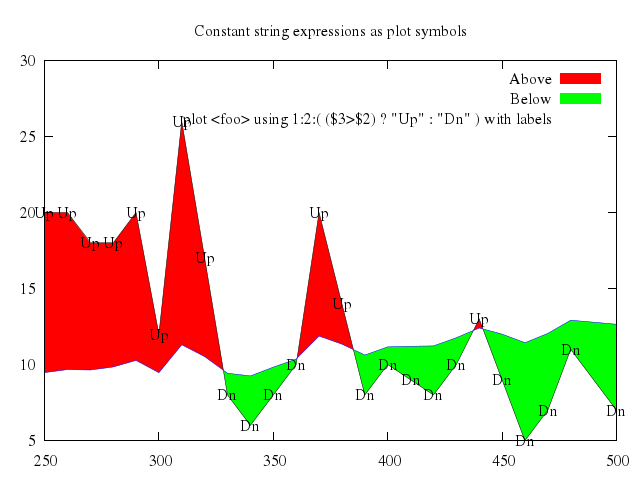 Constant string expressions as plot symbols
30
Above
Below
Up
plot <foo> using 1:2:( ($3>$2) ? "Up" : "Dn" ) with labels
25
20
Up Up Up Up Up
Up Up
Up
15
Up
Up
Up
10
Dn Dn Dn
Dn
Dn Dn
Dn Dn Dn Dn
Dn Dn
Dn
5
Dn
250 300 350 400 450 500